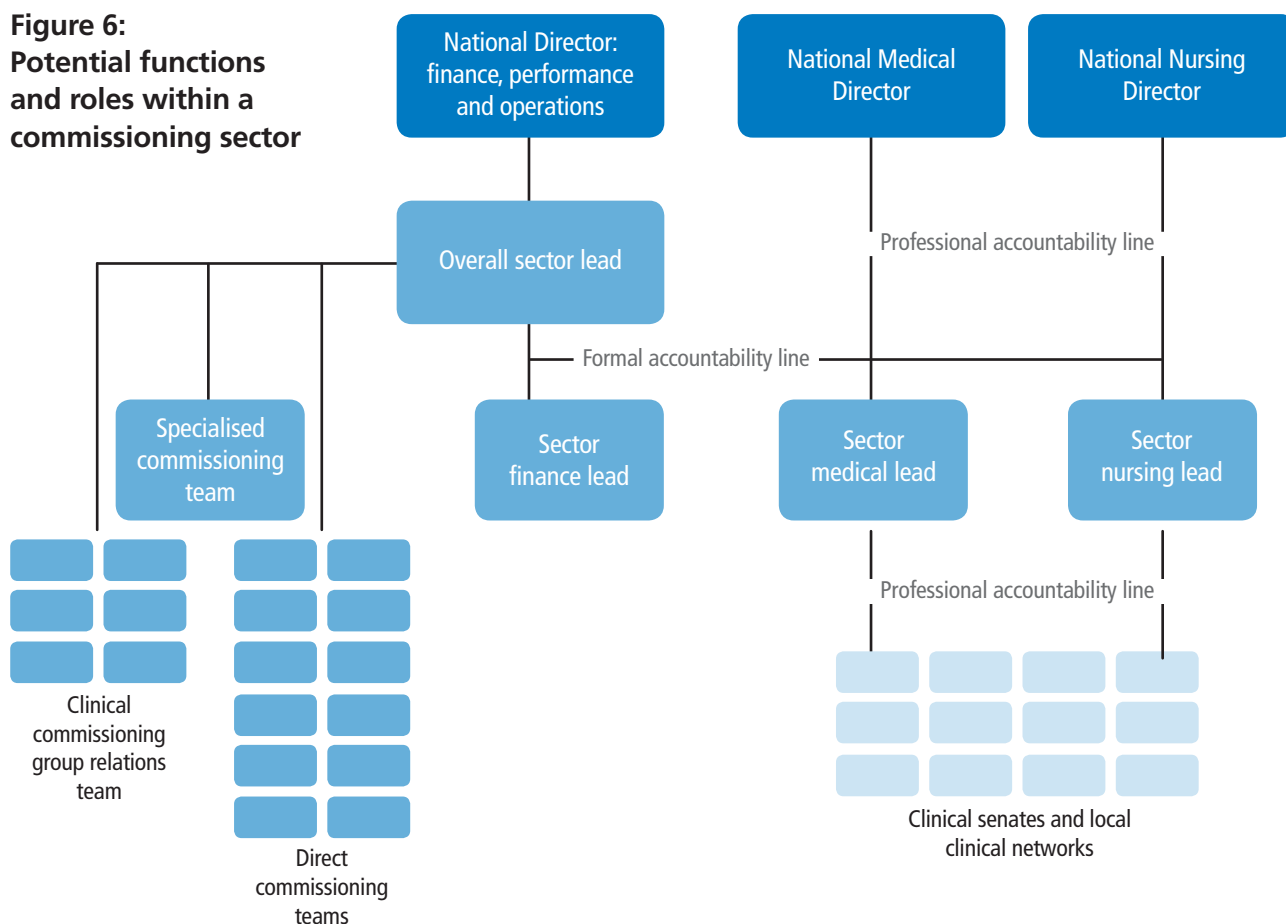 Figure 6:
Potential functions
and roles within a
commissioning sector
National Director:
finance, performance
and operations
National Medical
Director
National Nursing
Director
Professional accountability line
Overall sector lead
Formal accountability line
Specialised
commissioning
team
Sector
finance lead
Sector
medical lead
Sector
nursing lead
Professional accountability line
Clinical
commissioning
group relations
team
Direct
commissioning
teams
Clinical senates and local
clinical networks